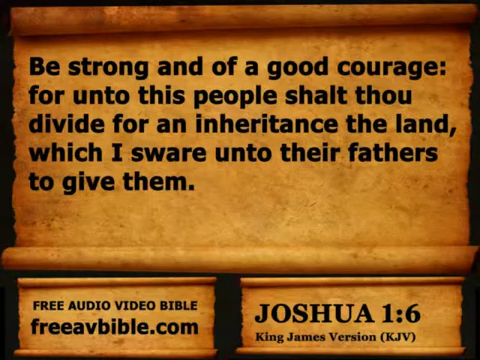 Be strong and of a good courage:
for unto this people shalt thou
divide for an inheritance the land,
which I sware unto their fathers
to give them.
FREE AUDIO VIDEO BIBLE
freeavbible.com
JOSHUA 1:6
King James Version (KJV)